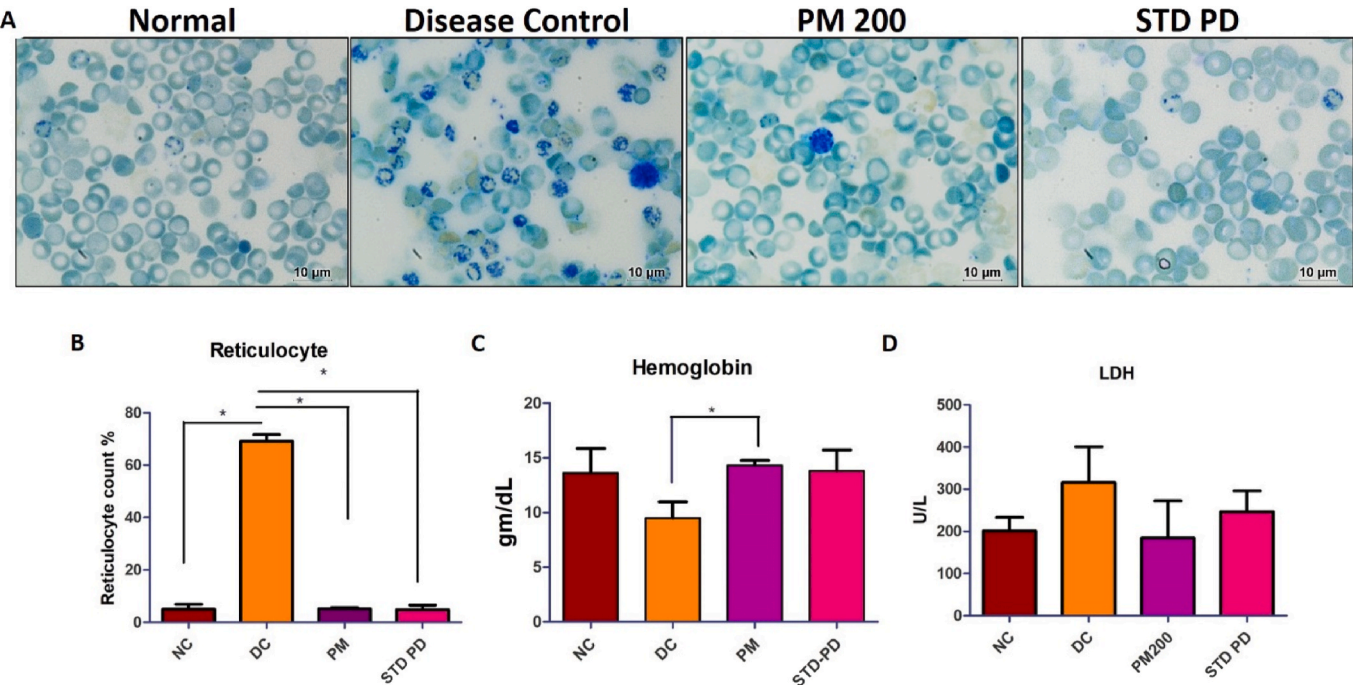 A
Normal
Disease Control
PM 200
STD PD
10 µm
10 µm
10 µm
10 µm
B
Reticulocyte
*
*
*
Reticulocyte count %
80
60
40
20
0
NC
DC
PM
STD PD
C
Hemoglobin
*
gm/dL
20
15
10
5
0
NC
DC
PM
STD-PD
D
LDH
U/L
500
400
300
200
100
0
NC
DC
PM200
STD PD